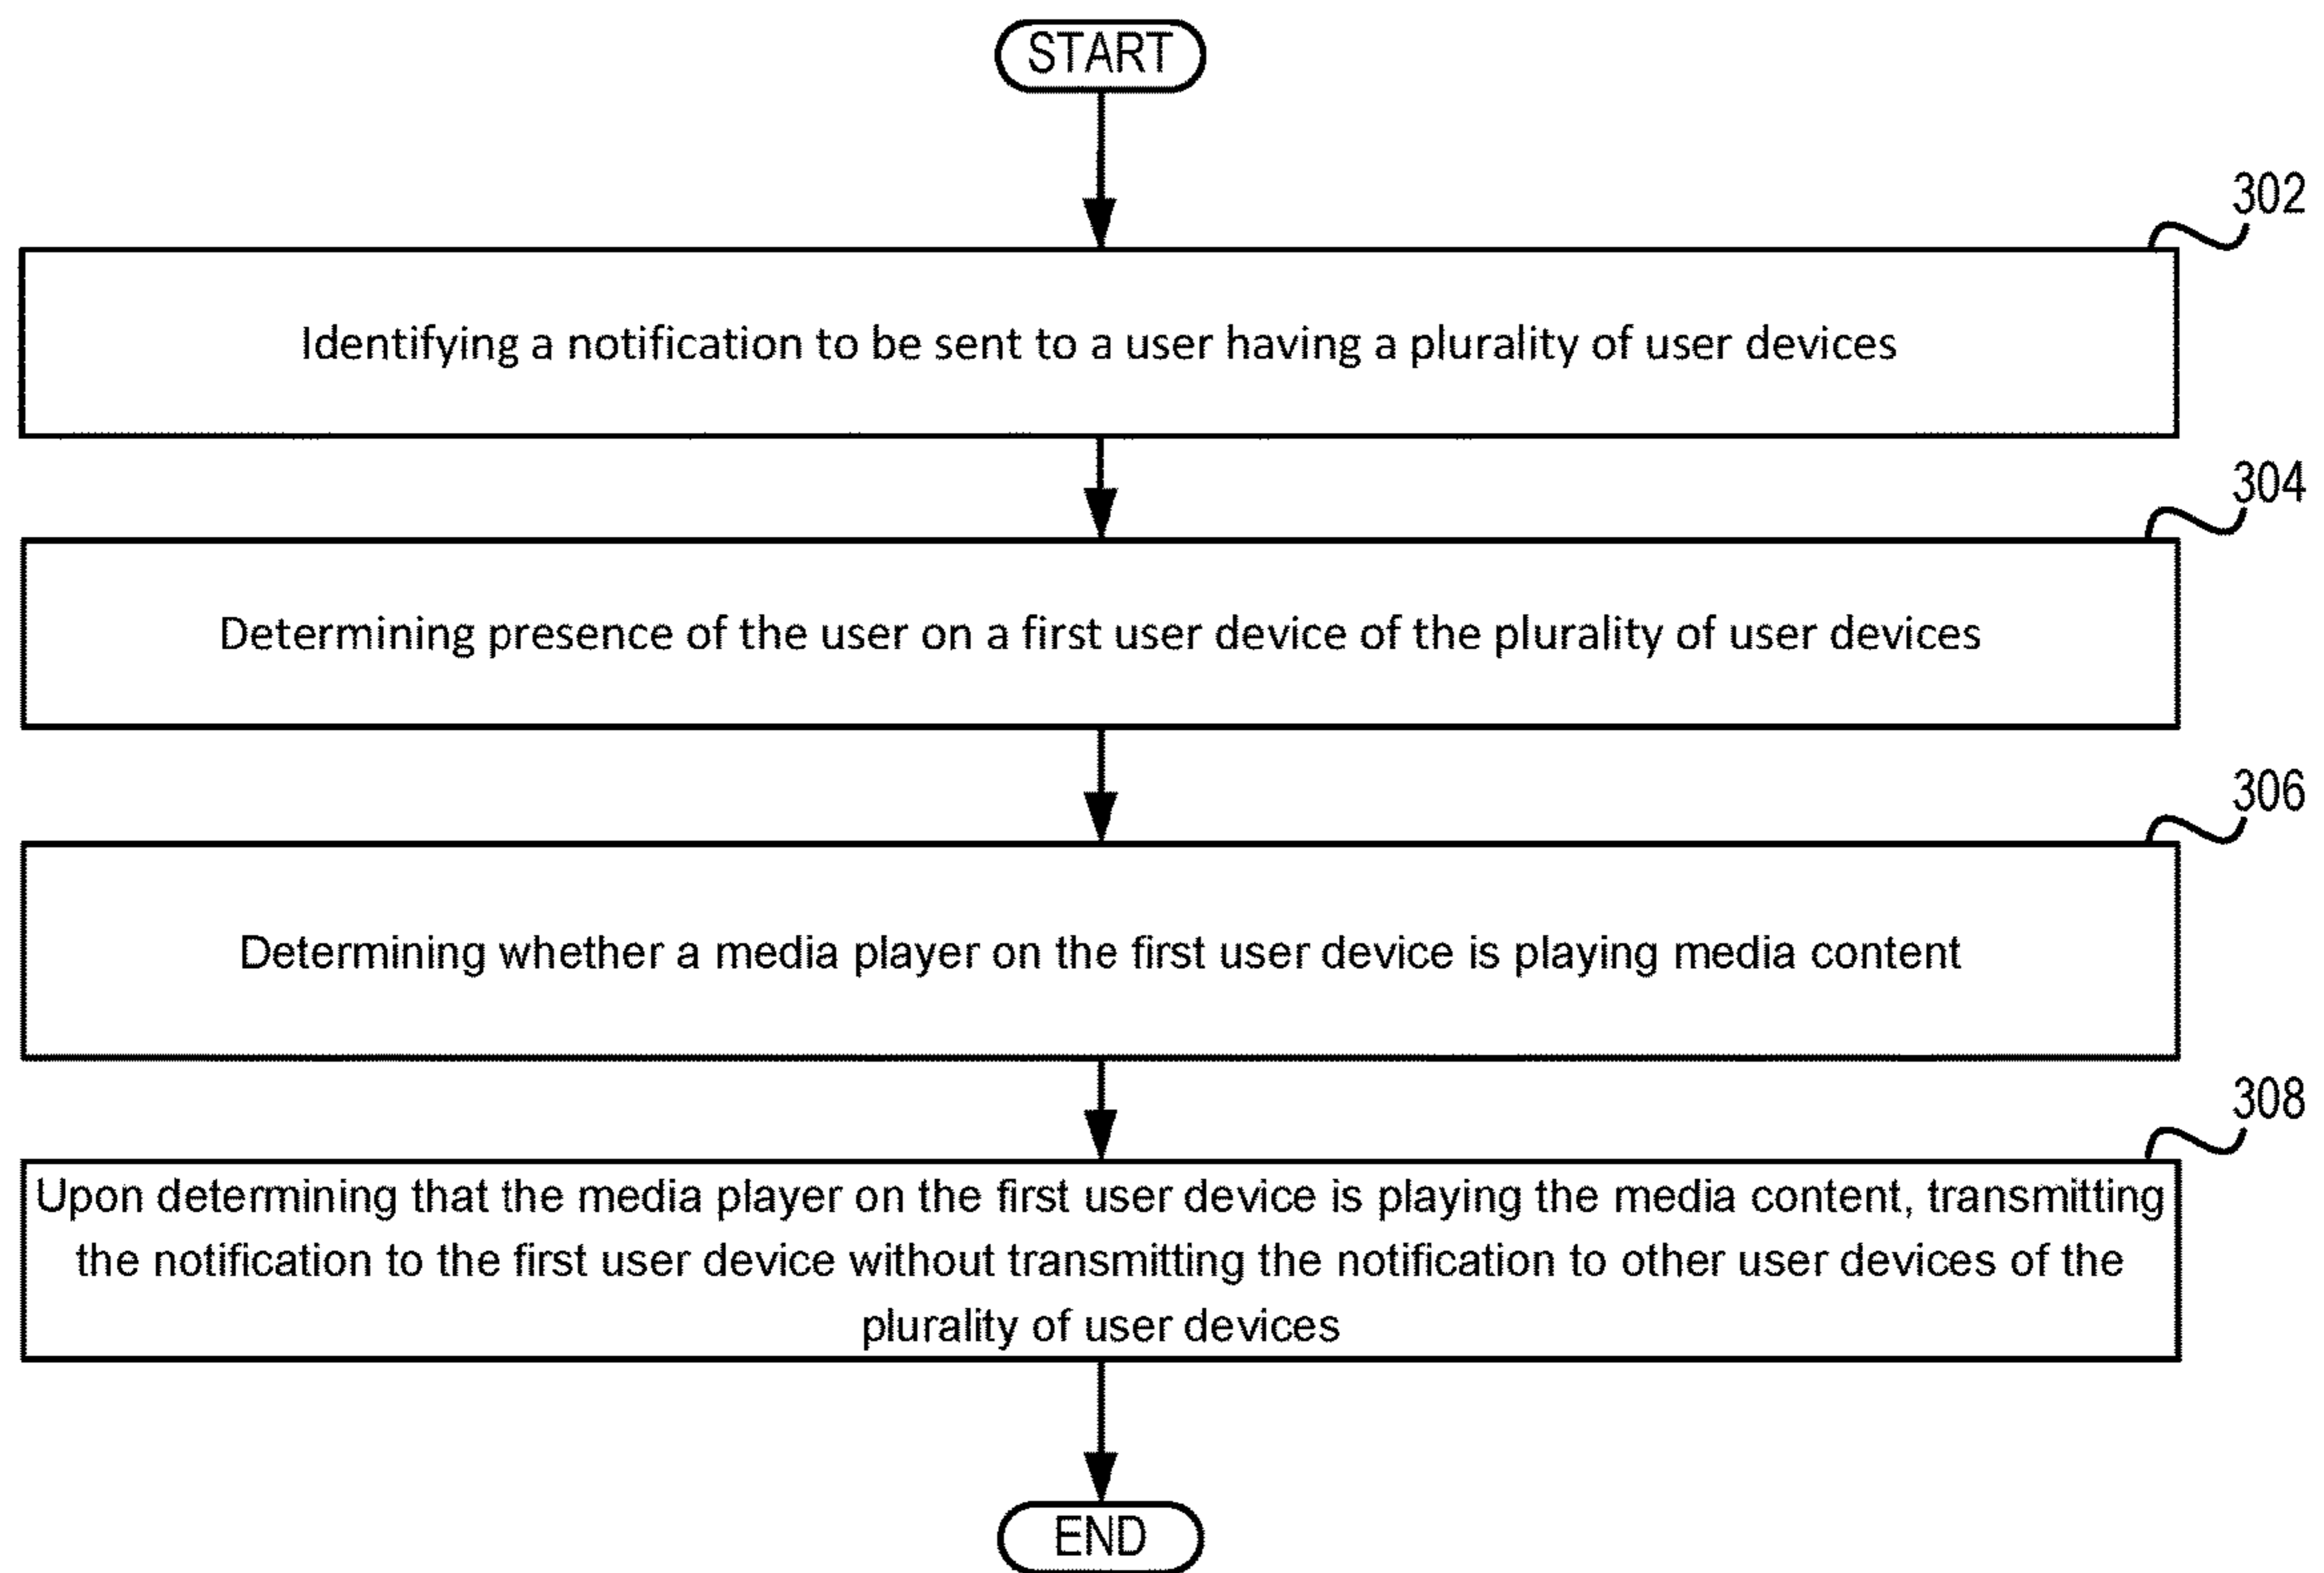 START
302
Identifying a notification to be sent to a user having a plurality of user devices
304
Determining presence of the user on a first user device of the plurality of user devices
306
Determining whether a media player on the first user device is playing media content
308
Upon determining that the media player on the first user device is playing the media content, transmitting
the notification to the first user device without transmitting the notification to other user devices of the
plurality of user devices
END